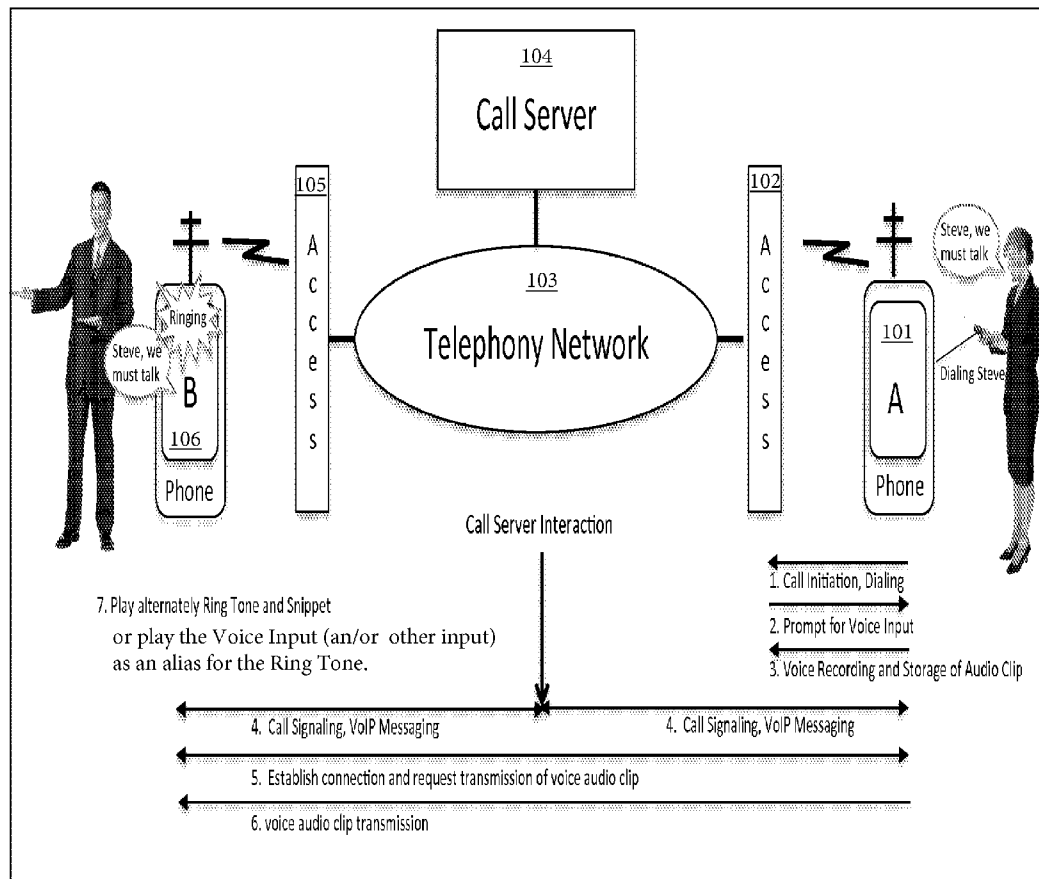 104
Call Server
105
Access
102
Access
103
Telephony Network
Ringing
Steve, we
must talk
B
106
Phone
Steve, we
must talk
101
A
Dialing Steve
Phone
Call Server Interaction
1. Call Initiation, Dialing
2. Prompt for Voice Input
3. Voice Recording and Storage of Audio Clip
7. Play alternately Ring Tone and Snippet
or play the Voice Input (an/or other input)
as an alias for the Ring Tone.
4. Call Signaling, VoIP Messaging
4. Call Signaling, VoIP Messaging
5. Establish connection and request transmission of voice audio clip
6. voice audio clip transmission